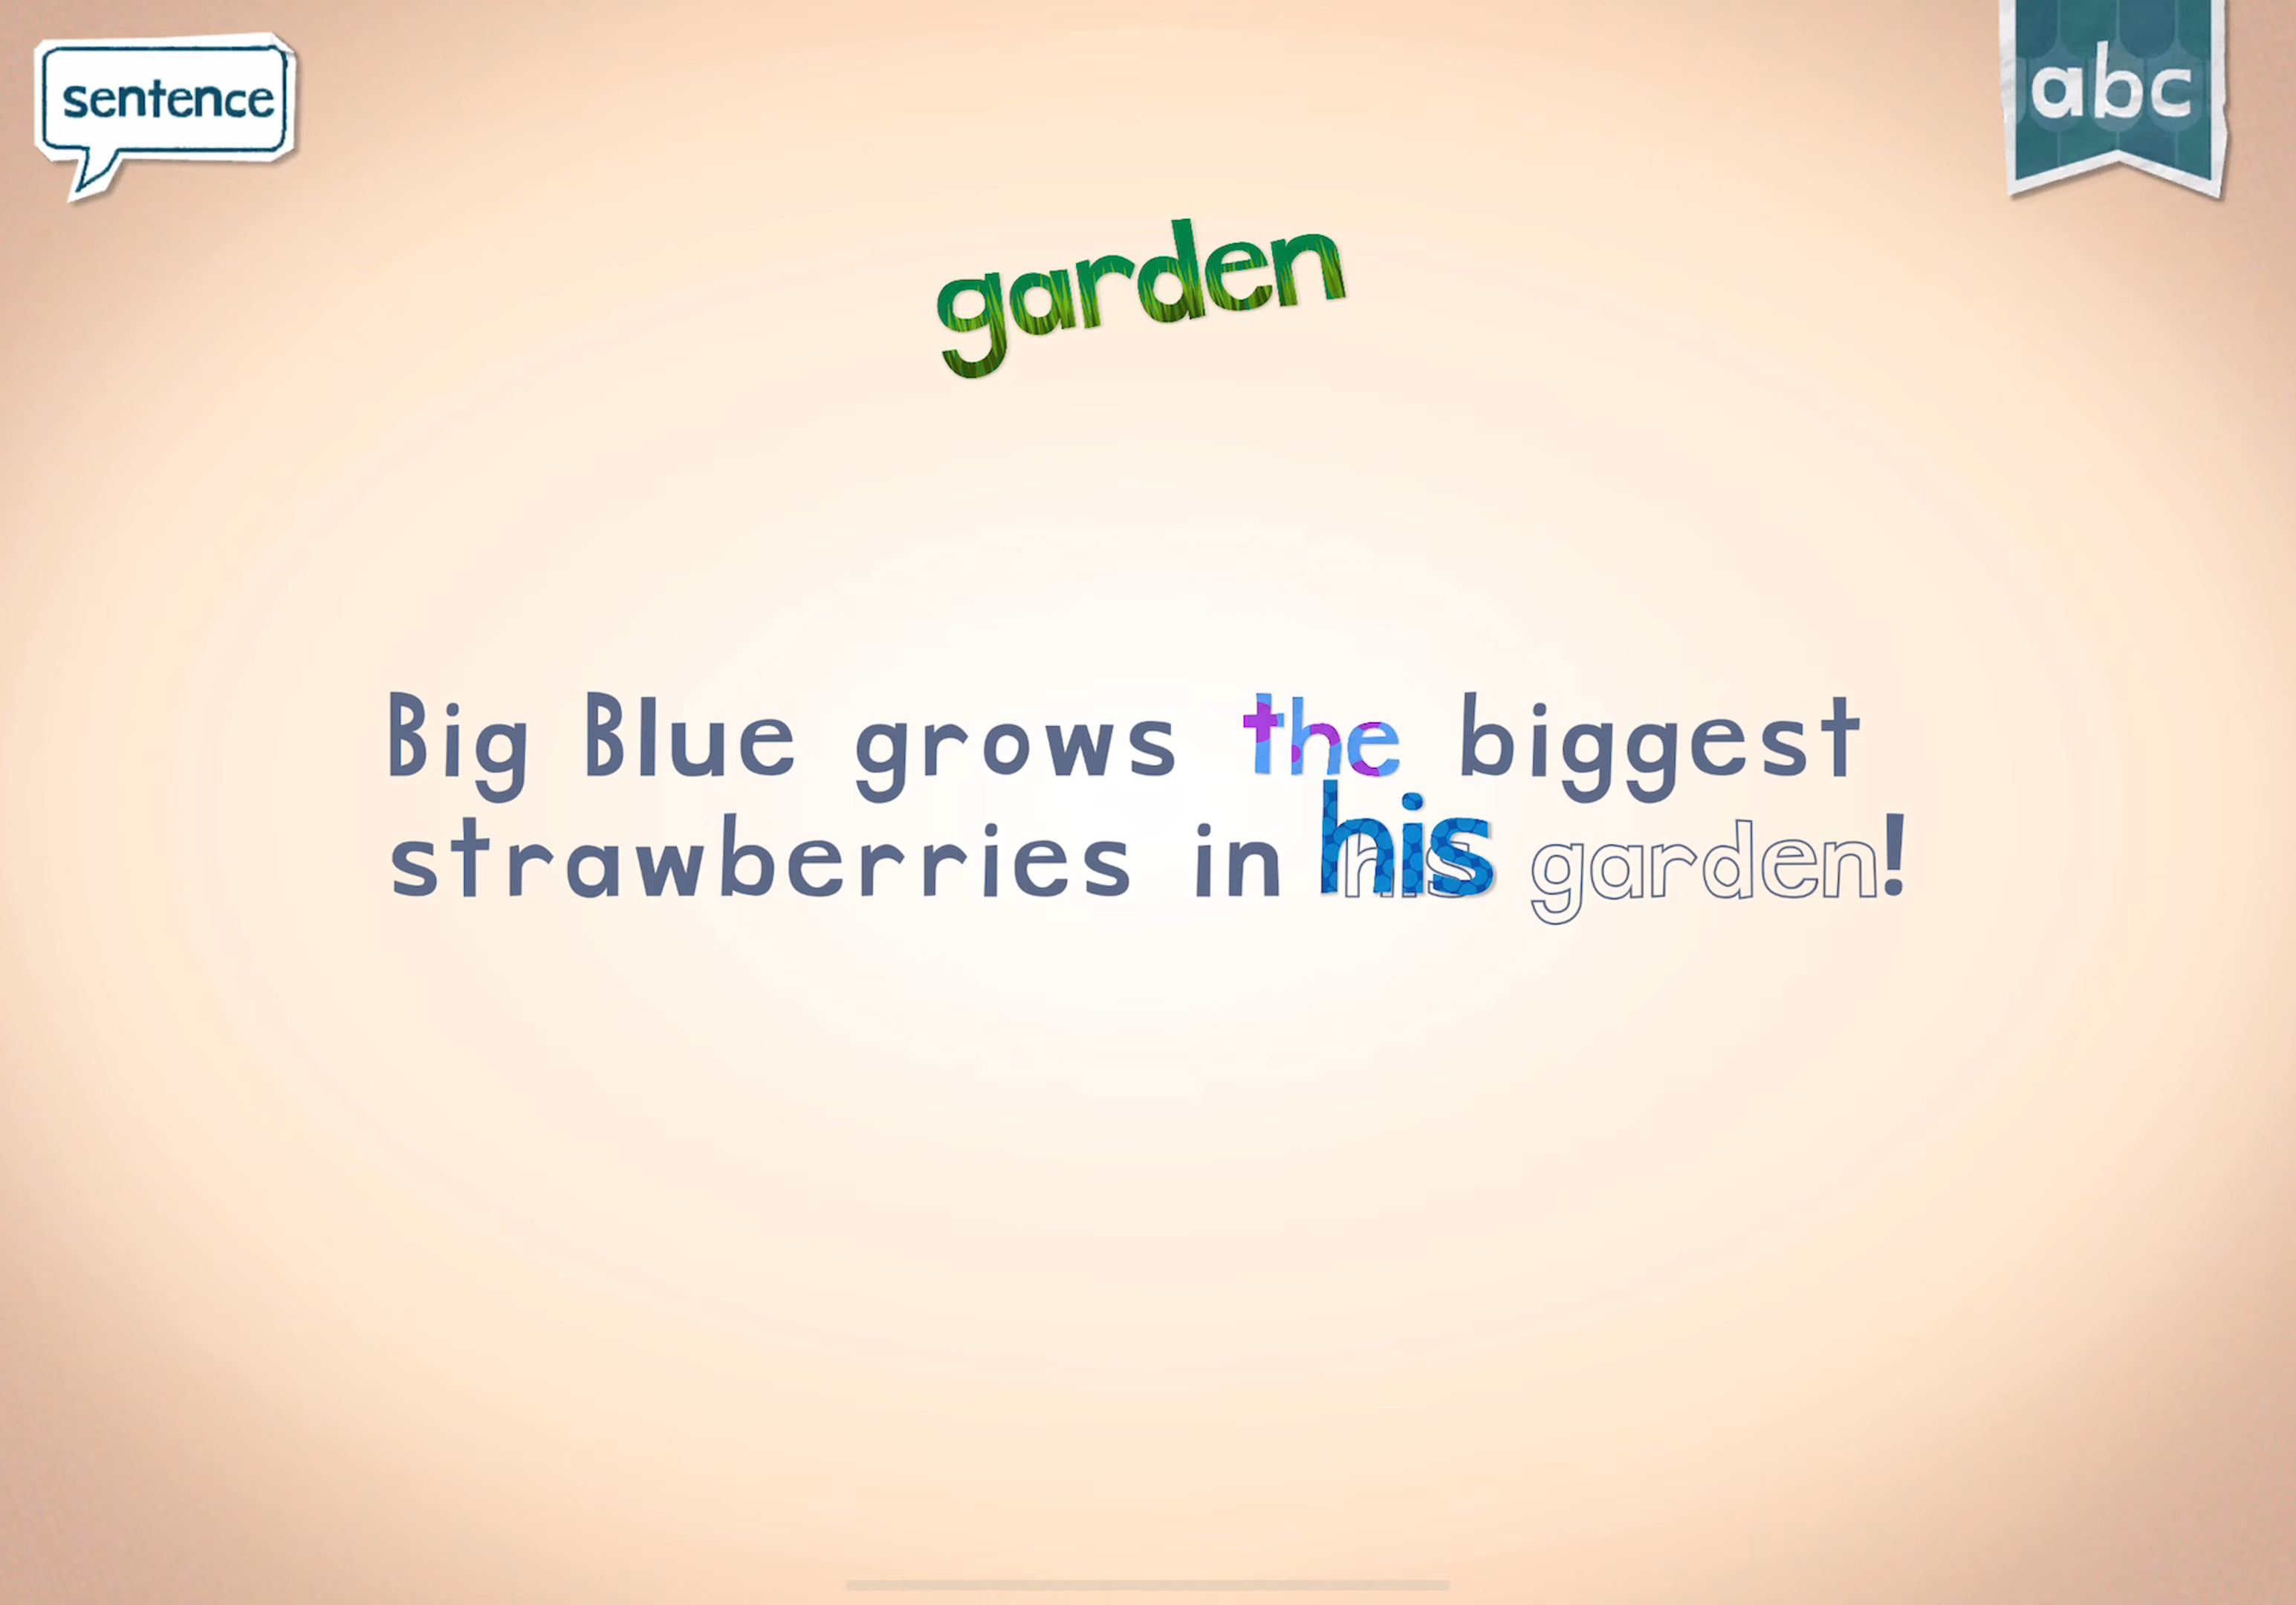 sentence
abc
garden
Big Blue grows the biggest
strawberries in his garden!